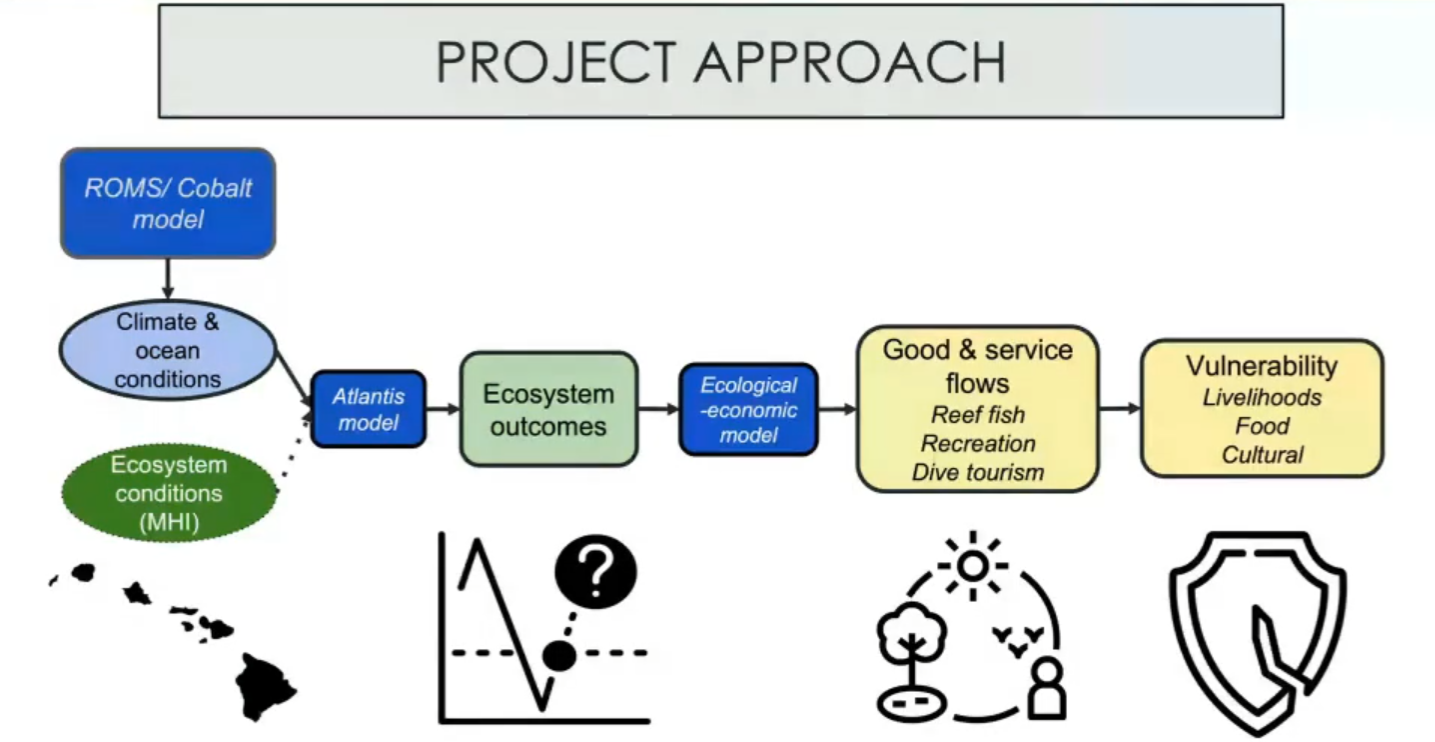 PROJECT APPROACH
ROMS/ Cobalt
model
Climate &
ocean
conditions
Ecosystem
conditions
(MHI)
Atlantis
model
Ecosystem
outcomes
Ecological
-economic
model
Good & service
flows
Reef fish
Recreation
Dive tourism
Vulnerability
Livelihoods
Food
Cultural
?